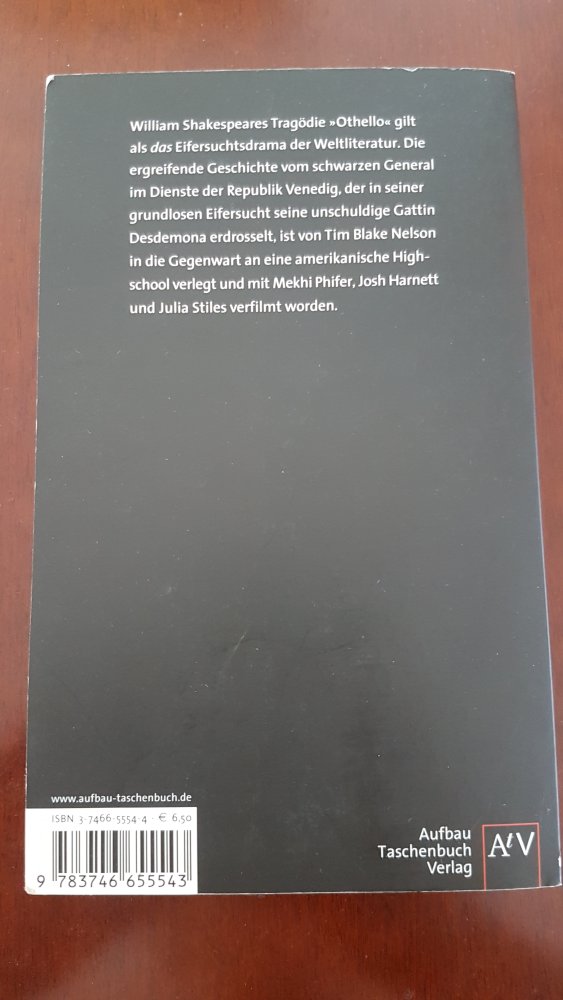 William Shakespeares Tragödie »Othello« gilt
als das Eifersuchtsdrama der Weltliteratur. Die
ergreifende Geschichte vom schwarzen General
im Dienste der Republik Venedig, der in seiner
grundlosen Eifersucht seine unschuldige Gattin
Desdemona erdrosselt, ist von Tim Blake Nelson
in die Gegenwart an eine amerikanische High-
school verlegt und mit Mekhi Phifer, Josh Harnett
und Julia Stiles verfilmt worden.
www.aufbau-taschenbuch.de
ISBN 3-7466-5554-4 · € 6,50
9 783746 655543
Aufbau
Taschenbuch
Verlag
AtV